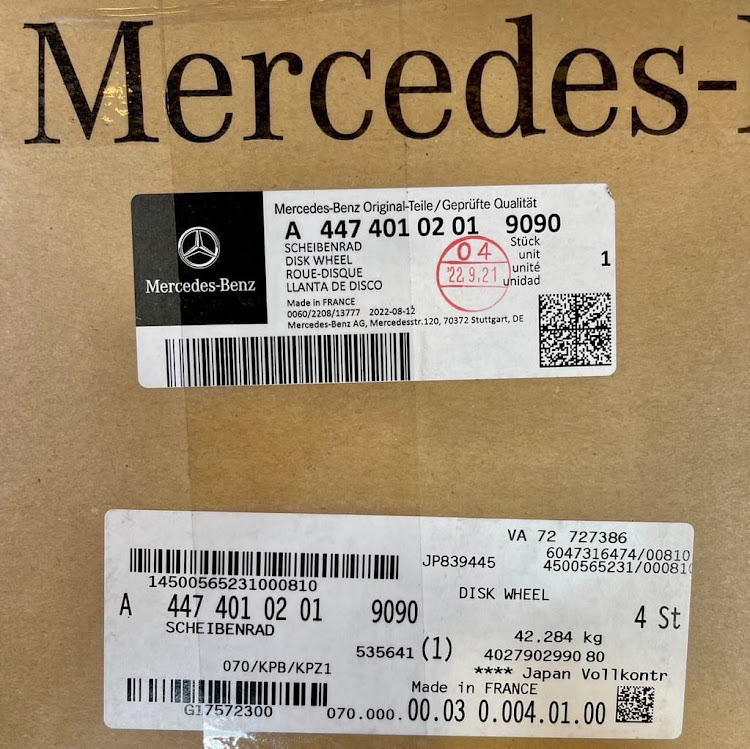 Mercedes-
Mercedes-Benz
Mercedes-Benz Original-Teile/Geprüfte Qualität
A 447 401 02 01 9090
SCHEIBENRAD
DISK WHEEL
ROUE-DISQUE
LLANTA DE DISCO
Stück
unit
unité
unidad
1
04
'22.9.21
Made in FRANCE
0060/2208/13777 2022-08-12
Mercedes-Benz AG, Mercedesstr.120, 70372 Stuttgart, DE
VA 72 727386
JP839445
6047316474/00810
4500565231/000810
14500565231000810
DISK WHEEL
A 447 401 02 01 9090
4 St
SCHEIBENRAD
42.284 kg
535641 (1)
4027902990 80
070/KPB/KPZ1
**** Japan Vollkontr
Made in FRANCE
G17572300
070.000.00.03 0.004.01.00